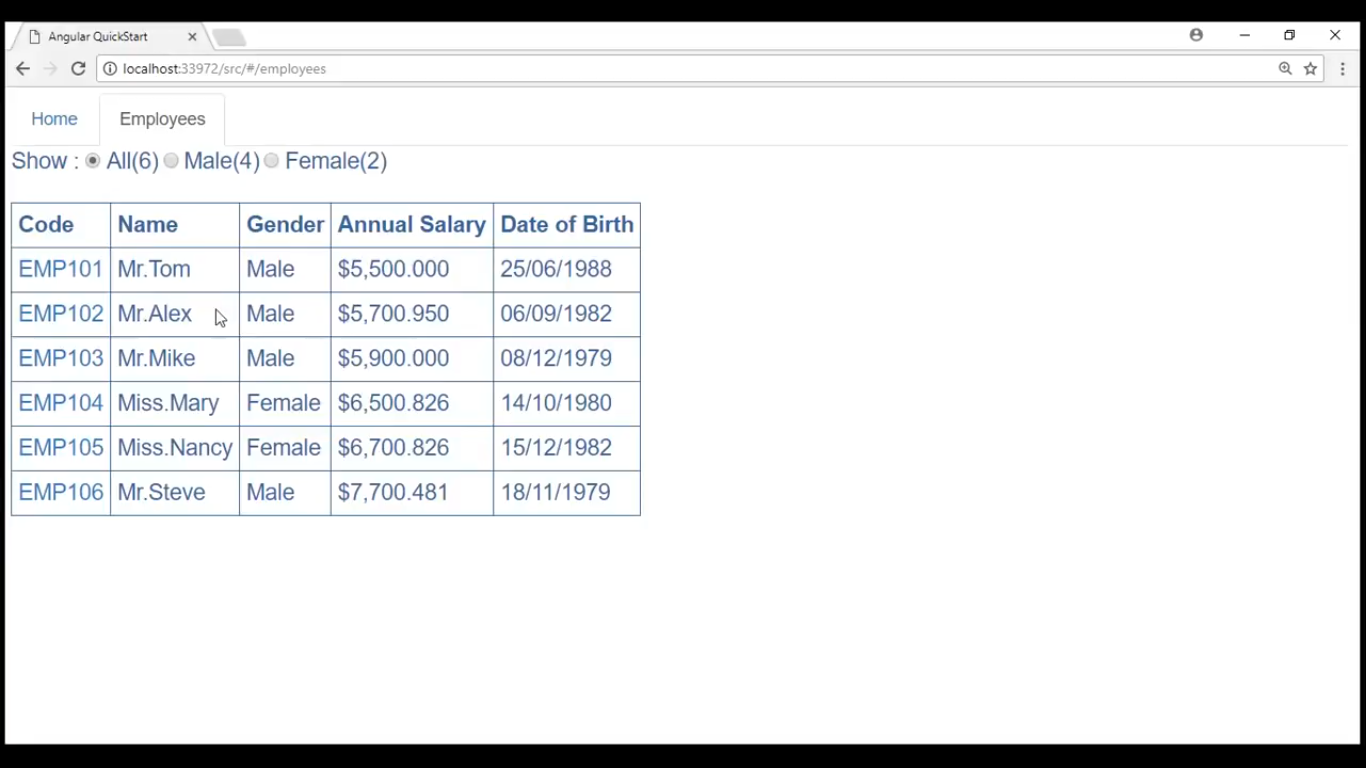 Angular QuickStart
localhost:33972/src/#/employees
Home Employees
Show : All(6) Male(4) Female(2)
Code Name Gender Annual Salary Date of Birth
EMP101 Mr.Tom Male $5,500.000 25/06/1988
EMP102 Mr.Alex Male $5,700.950 06/09/1982
EMP103 Mr.Mike Male $5,900.000 08/12/1979
EMP104 Miss.Mary Female $6,500.826 14/10/1980
EMP105 Miss.Nancy Female $6,700.826 15/12/1982
EMP106 Mr.Steve Male $7,700.481 18/11/1979